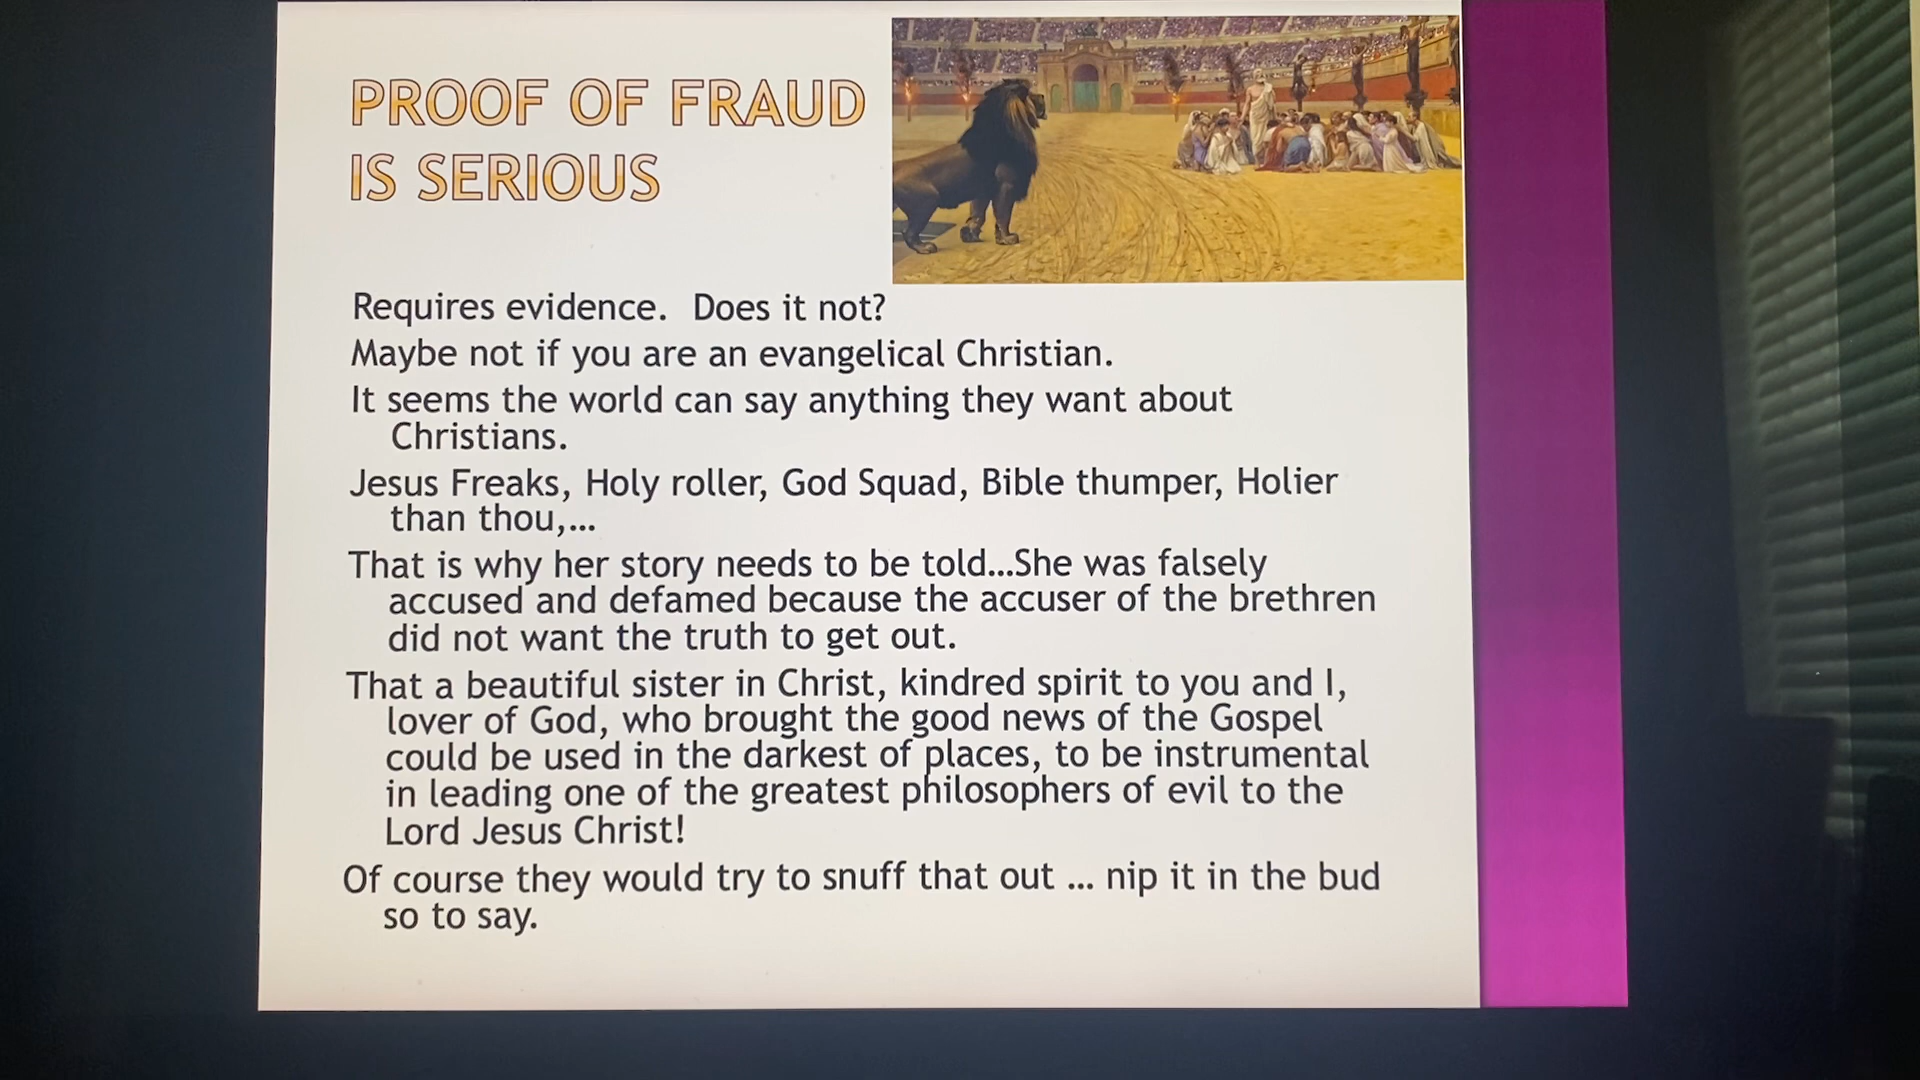 PROOF OF FRAUD
IS SERIOUS
Requires evidence.  Does it not?
Maybe not if you are an evangelical Christian.
It seems the world can say anything they want about
Christians.
Jesus Freaks, Holy roller, God Squad, Bible thumper, Holier
than thou,...
That is why her story needs to be told...She was falsely
accused and defamed because the accuser of the brethren
did not want the truth to get out.
That a beautiful sister in Christ, kindred spirit to you and I,
lover of God, who brought the good news of the Gospel
could be used in the darkest of places, to be instrumental
in leading one of the greatest philosophers of evil to the
Lord Jesus Christ!
Of course they would try to snuff that out ... nip it in the bud
so to say.